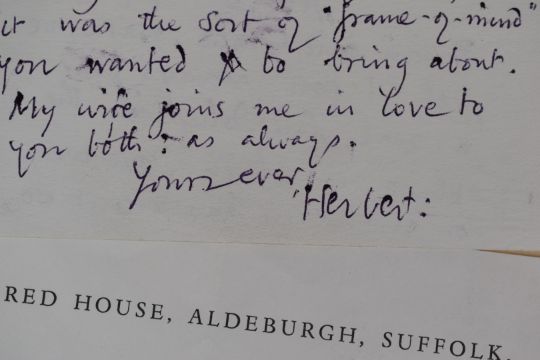 it was the sort of "frame-of-mind"
you wanted to bring about.
My wife joins me in love to
you both: as always.
Yours ever,
Herbert:
RED HOUSE, ALDEBURGH, SUFFOLK.